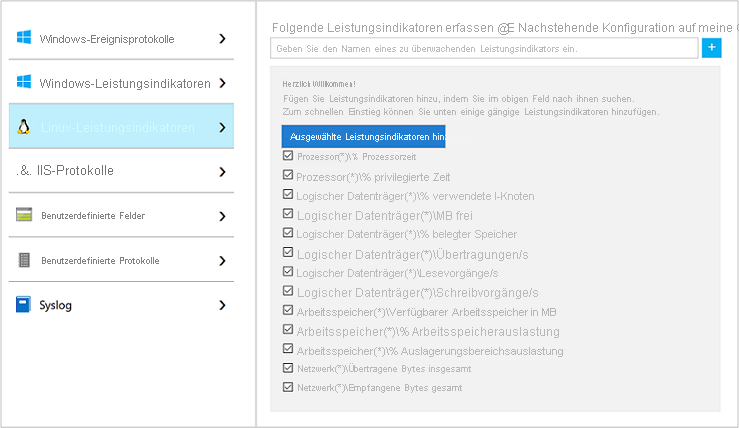 Windows-Ereignisprotokolle
Windows-Leistungsindikatoren
Linux-Leistungsindikatoren
.&. IIS-Protokolle
Benutzerdefinierte Felder
Benutzerdefinierte Protokolle
Syslog
Folgende Leistungsindikatoren erfassen @E Nachstehende Konfiguration auf meine
Geben Sie den Namen eines zu überwachenden Leistungsindikators ein.
+
Herzlich Willkommen!
Fügen Sie Leistungsindikatoren hinzu, indem Sie im obigen Feld nach ihnen suchen.
Zum schnellen Einstieg können Sie unten einige gängige Leistungsindikatoren hinzufügen.
Ausgewählte Leistungsindikatoren hin
Prozessor(*)\% Prozessorzeit
Prozessor(*)\% privilegierte Zeit
Logischer Datenträger(*)\% verwendete I-Knoten
Logischer Datenträger(*)\MB frei
Logischer Datenträger(*)\% belegter Speicher
Logischer Datenträger(*)\Übertragungen/s
Logischer Datenträger(*)\Lesevorgänge/s
Logischer Datenträger(*)\Schreibvorgänge/s
Arbeitsspeicher(*)\Verfügbarer Arbeitsspeicher in MB
Arbeitsspeicher(*)\% Arbeitsspeicherauslastung
Arbeitsspeicher(*)\% Auslagerungsbereichsauslastung
Netzwerk(*)\Übertragene Bytes insgesamt
Netzwerk(*)\Empfangene Bytes gesamt